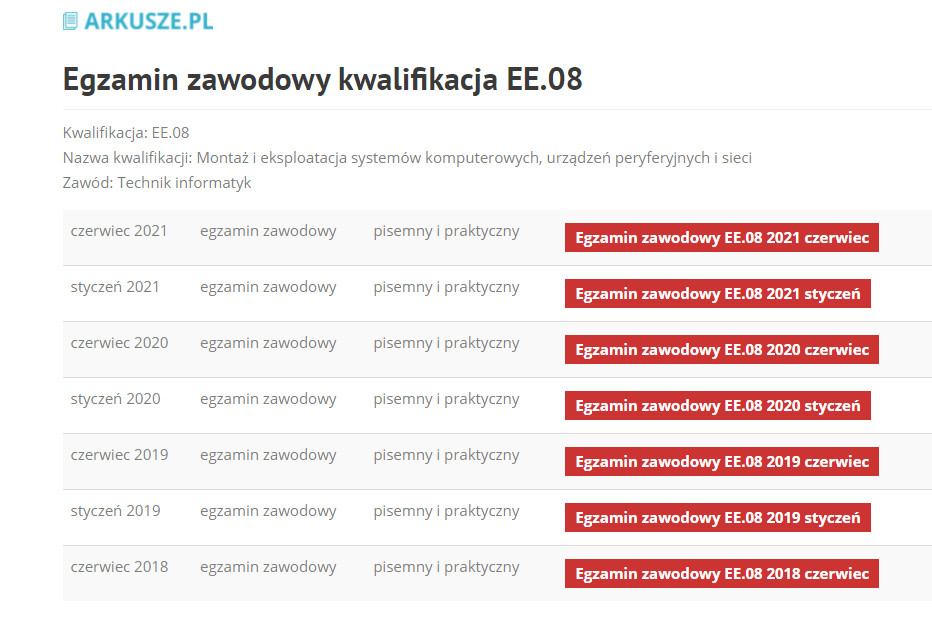 ARKUSZE.PL
Egzamin zawodowy kwalifikacja EE.08
Kwalifikacja: EE.08
Nazwa kwalifikacji: Montaż i eksploatacja systemów komputerowych, urządzeń peryferyjnych i sieci
Zawód: Technik informatyk
czerwiec 2021 egzamin zawodowy pisemny i praktyczny Egzamin zawodowy EE.08 2021 czerwiec
styczeń 2021 egzamin zawodowy pisemny i praktyczny Egzamin zawodowy EE.08 2021 styczeń
czerwiec 2020 egzamin zawodowy pisemny i praktyczny Egzamin zawodowy EE.08 2020 czerwiec
styczeń 2020 egzamin zawodowy pisemny i praktyczny Egzamin zawodowy EE.08 2020 styczeń
czerwiec 2019 egzamin zawodowy pisemny i praktyczny Egzamin zawodowy EE.08 2019 czerwiec
styczeń 2019 egzamin zawodowy pisemny i praktyczny Egzamin zawodowy EE.08 2019 styczeń
czerwiec 2018 egzamin zawodowy pisemny i praktyczny Egzamin zawodowy EE.08 2018 czerwiec